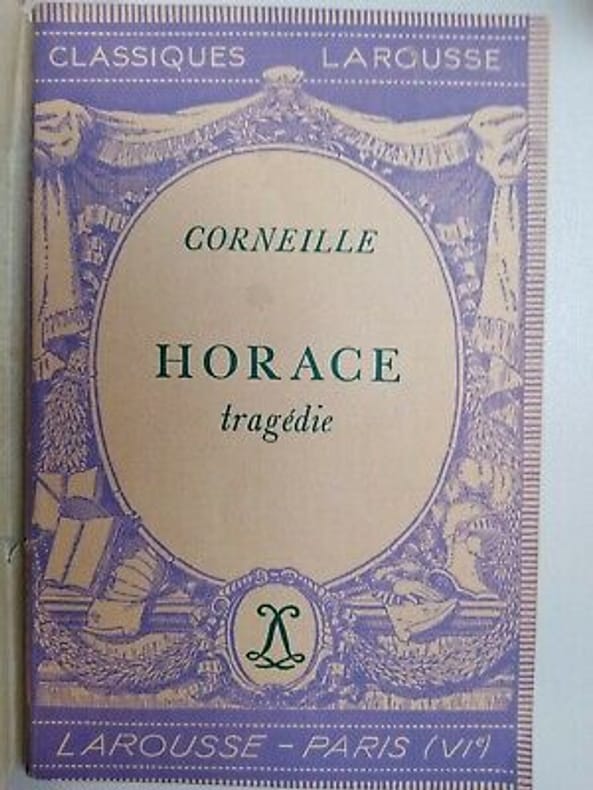 CLASSIQUES LAROUSSE
CORNEILLE
HORACE
tragédie
LAROUSSE – PARIS (VIe)